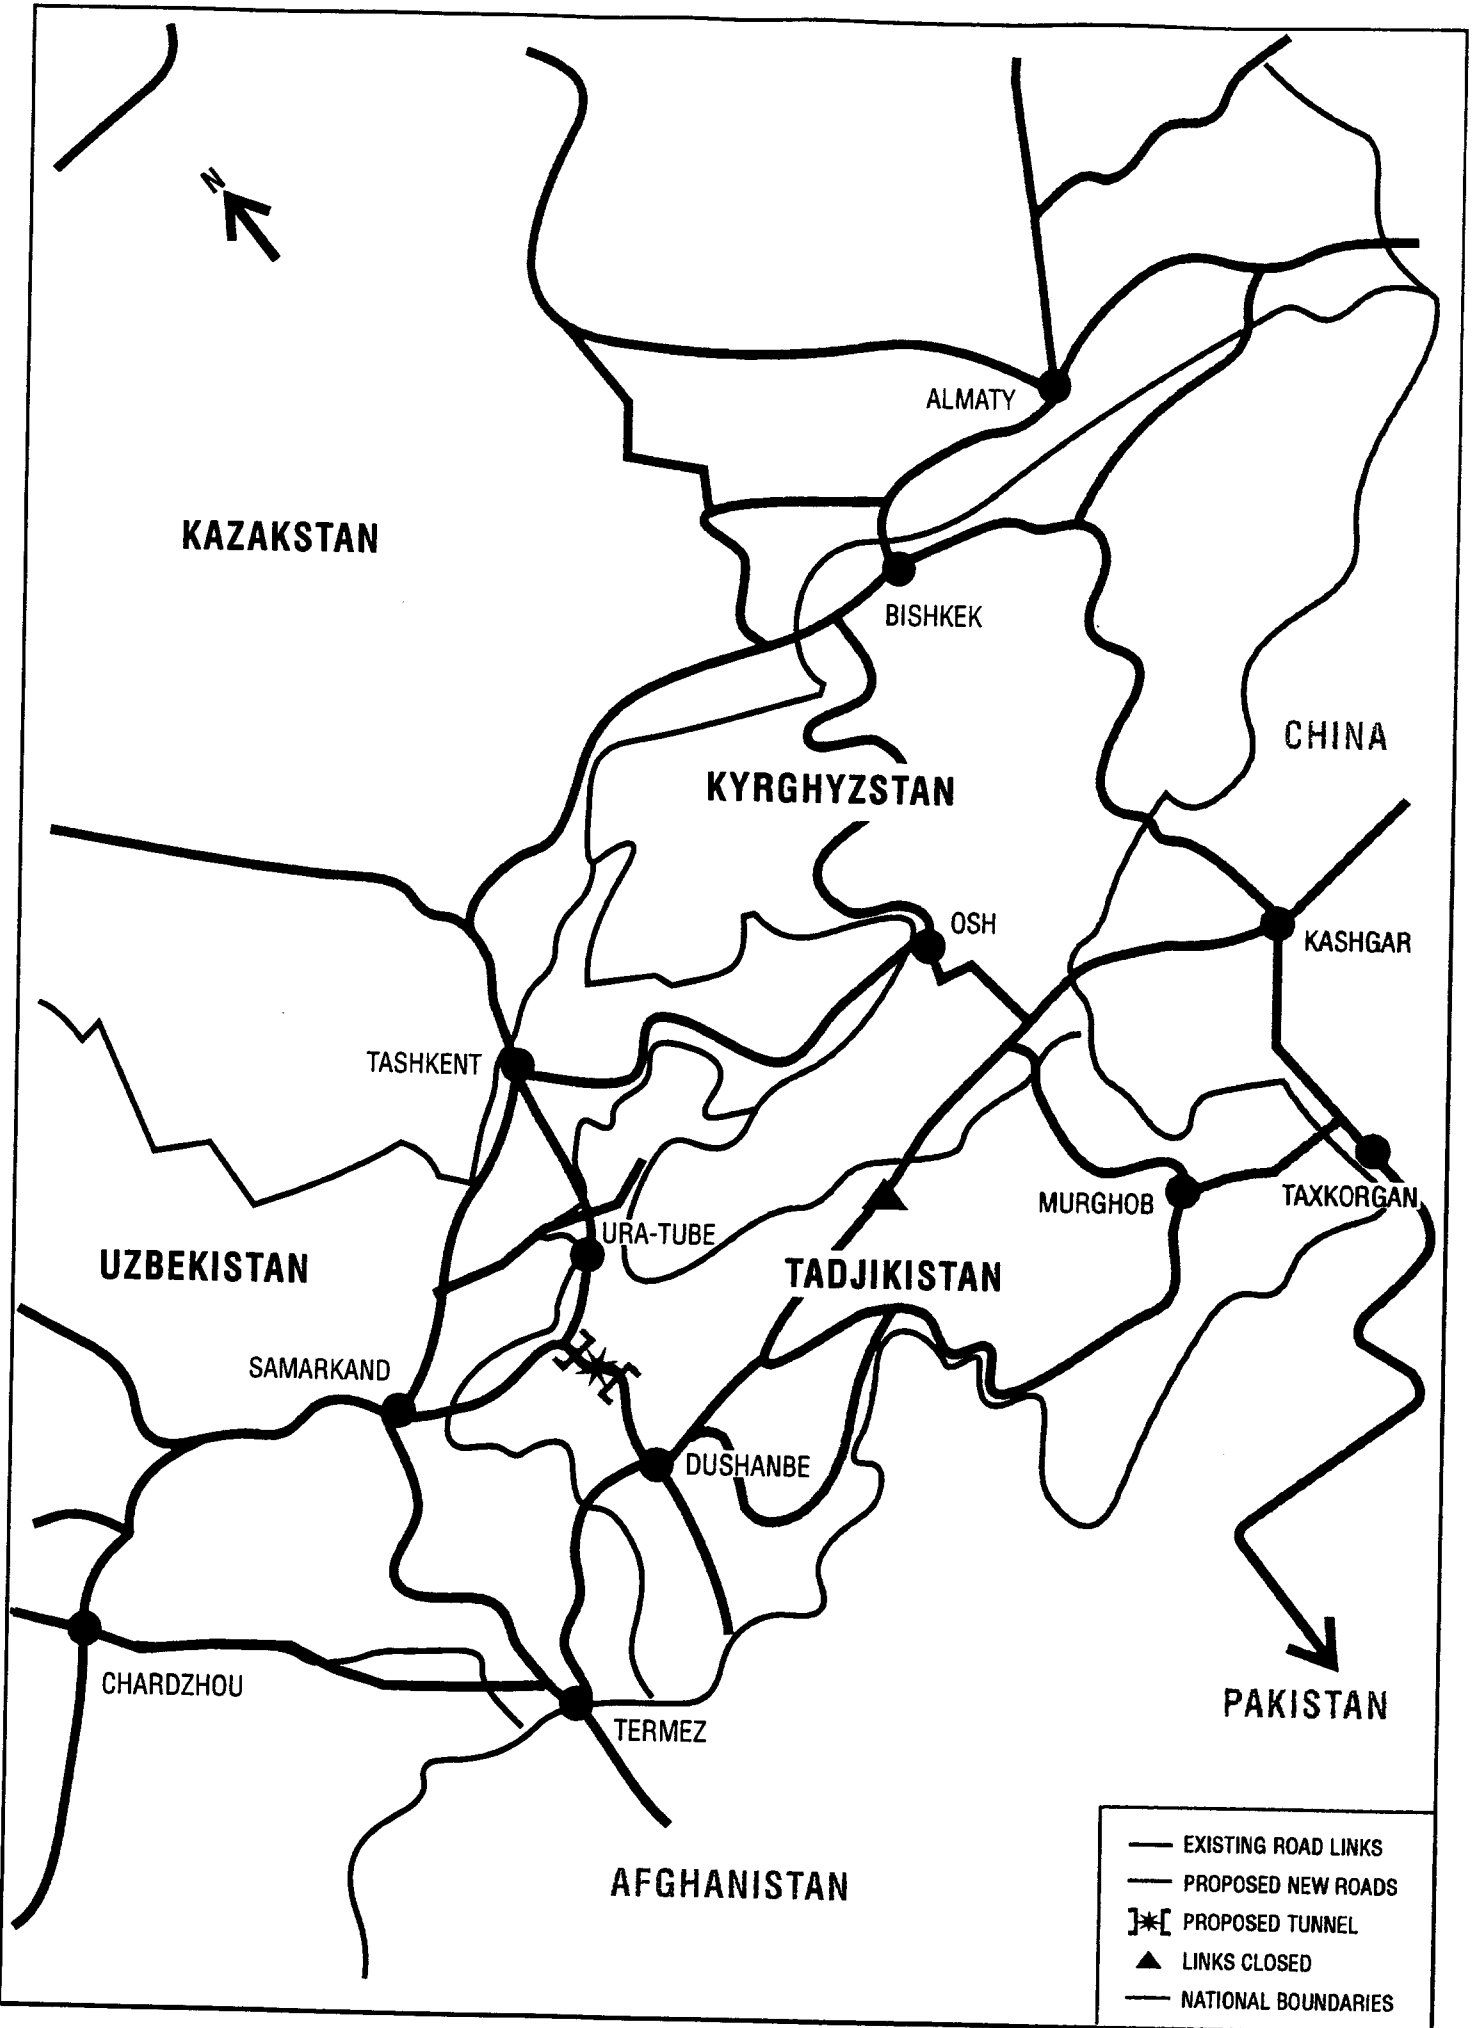 N
ALMATY
KAZAKSTAN
BISHKEK
CHINA
KYRGHYZSTAN
OSH
KASHGAR
TASHKENT
MURGHOB
TAXKORGAN
URA-TUBE
UZBEKISTAN
TADJIKISTAN
SAMARKAND
DUSHANBE
CHARDZHOU
PAKISTAN
TERMEZ
AFGHANISTAN
EXISTING ROAD LINKS
PROPOSED NEW ROADS
PROPOSED TUNNEL
LINKS CLOSED
NATIONAL BOUNDARIES